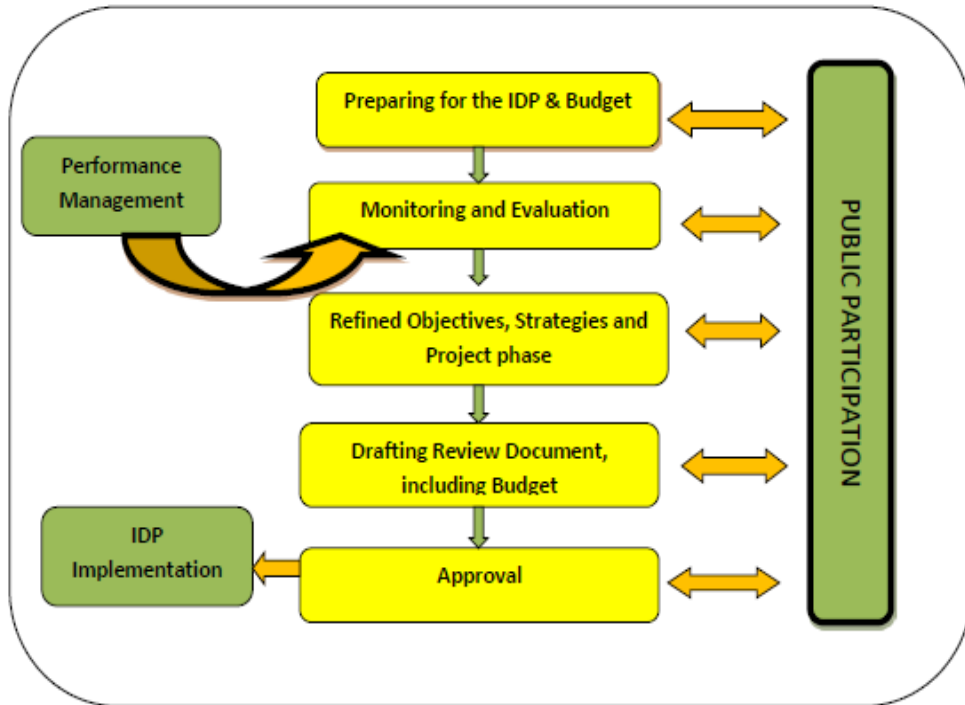 Preparing for the IDP & Budget
Performance
Management
Monitoring and Evaluation
Refined Objectives, Strategies and
Project phase
Drafting Review Document,
including Budget
IDP
Implementation
Approval
PUBLIC PARTICIPATION